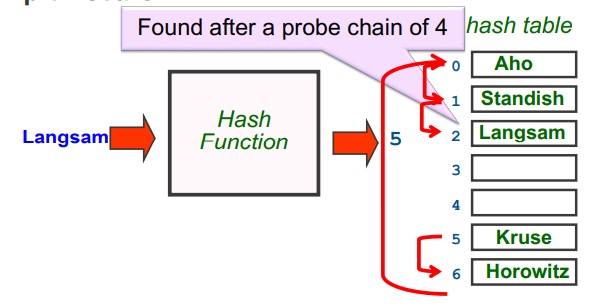 Found after a probe chain of 4
hash table
0 Aho
1 Standish
Langsam
Hash
Function
5
2 Langsam
3
4
5 Kruse
6 Horowitz